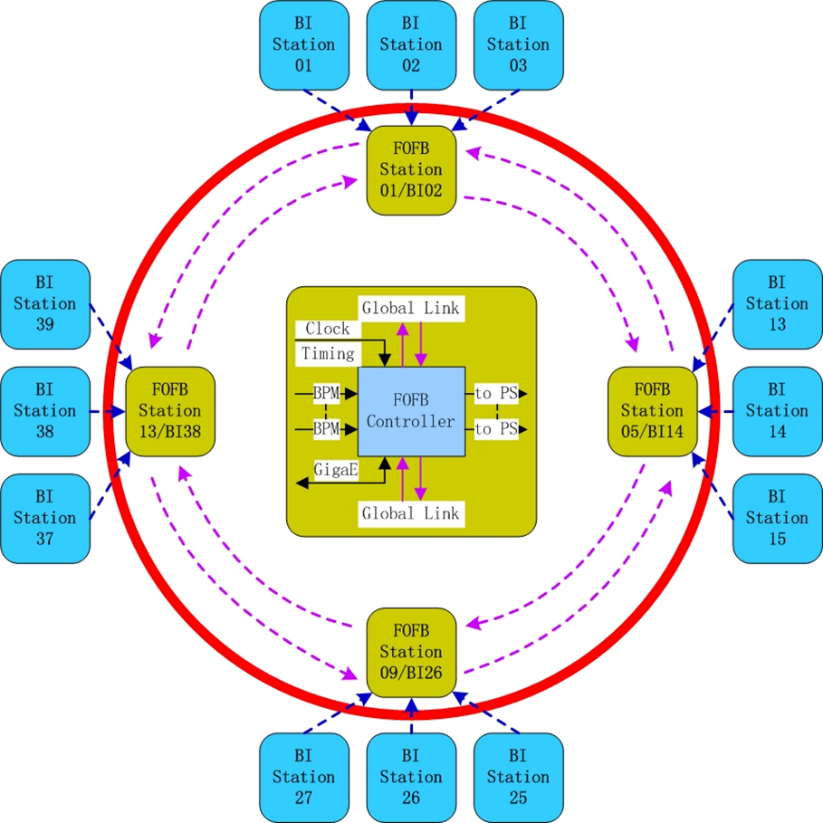 BI
Station
01
BI
Station
02
BI
Station
03
FOFB
Station
01/BI02
BI
Station
39
BI
Station
38
BI
Station
37
FOFB
Station
13/BI38
Global Link
Clock
Timing
BPM
BPM
GigaE
FOFB
Controller
to PS
to PS
Global Link
FOFB
Station
05/BI14
BI
Station
13
BI
Station
14
BI
Station
15
FOFB
Station
09/BI26
BI
Station
27
BI
Station
26
BI
Station
25